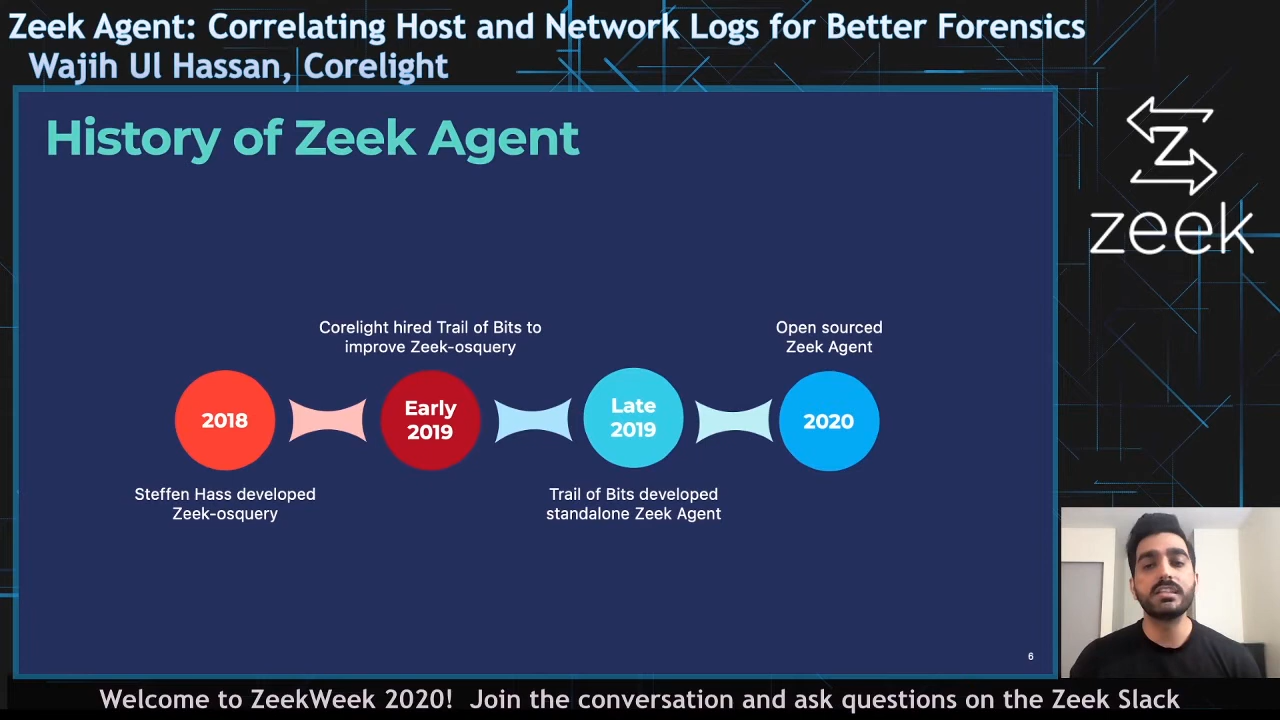 Zeek Agent: Correlating Host and Network Logs for Better Forensics
Wajih Ul Hassan, Corelight
History of Zeek Agent
zeek
Corelight hired Trail of Bits to
improve Zeek-osquery
Open sourced
Zeek Agent
2018
Early
2019
Late
2019
2020
Steffen Hass developed
Zeek-osquery
Trail of Bits developed
standalone Zeek Agent
6
Welcome to ZeekWeek 2020! Join the conversation and ask questions on the Zeek Slack